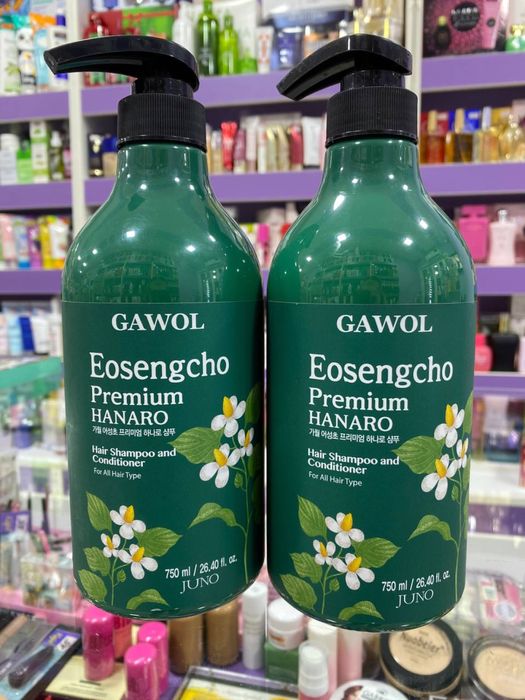 GAWOL
Eosengcho
Premium
HANARO
가월 어성초 프리미엄 하나로 샴푸
Hair Shampoo and
Conditioner
For All Hair Type
750 ml / 26.40 fl. oz.
JUNO
GAWOL
Eosengcho
Premium
HANARO
가월 어성초 프리미엄 하나로 샴푸
Hair Shampoo and
Conditioner
For All Hair Type
750 ml / 26.40 fl. oz.
JUNO